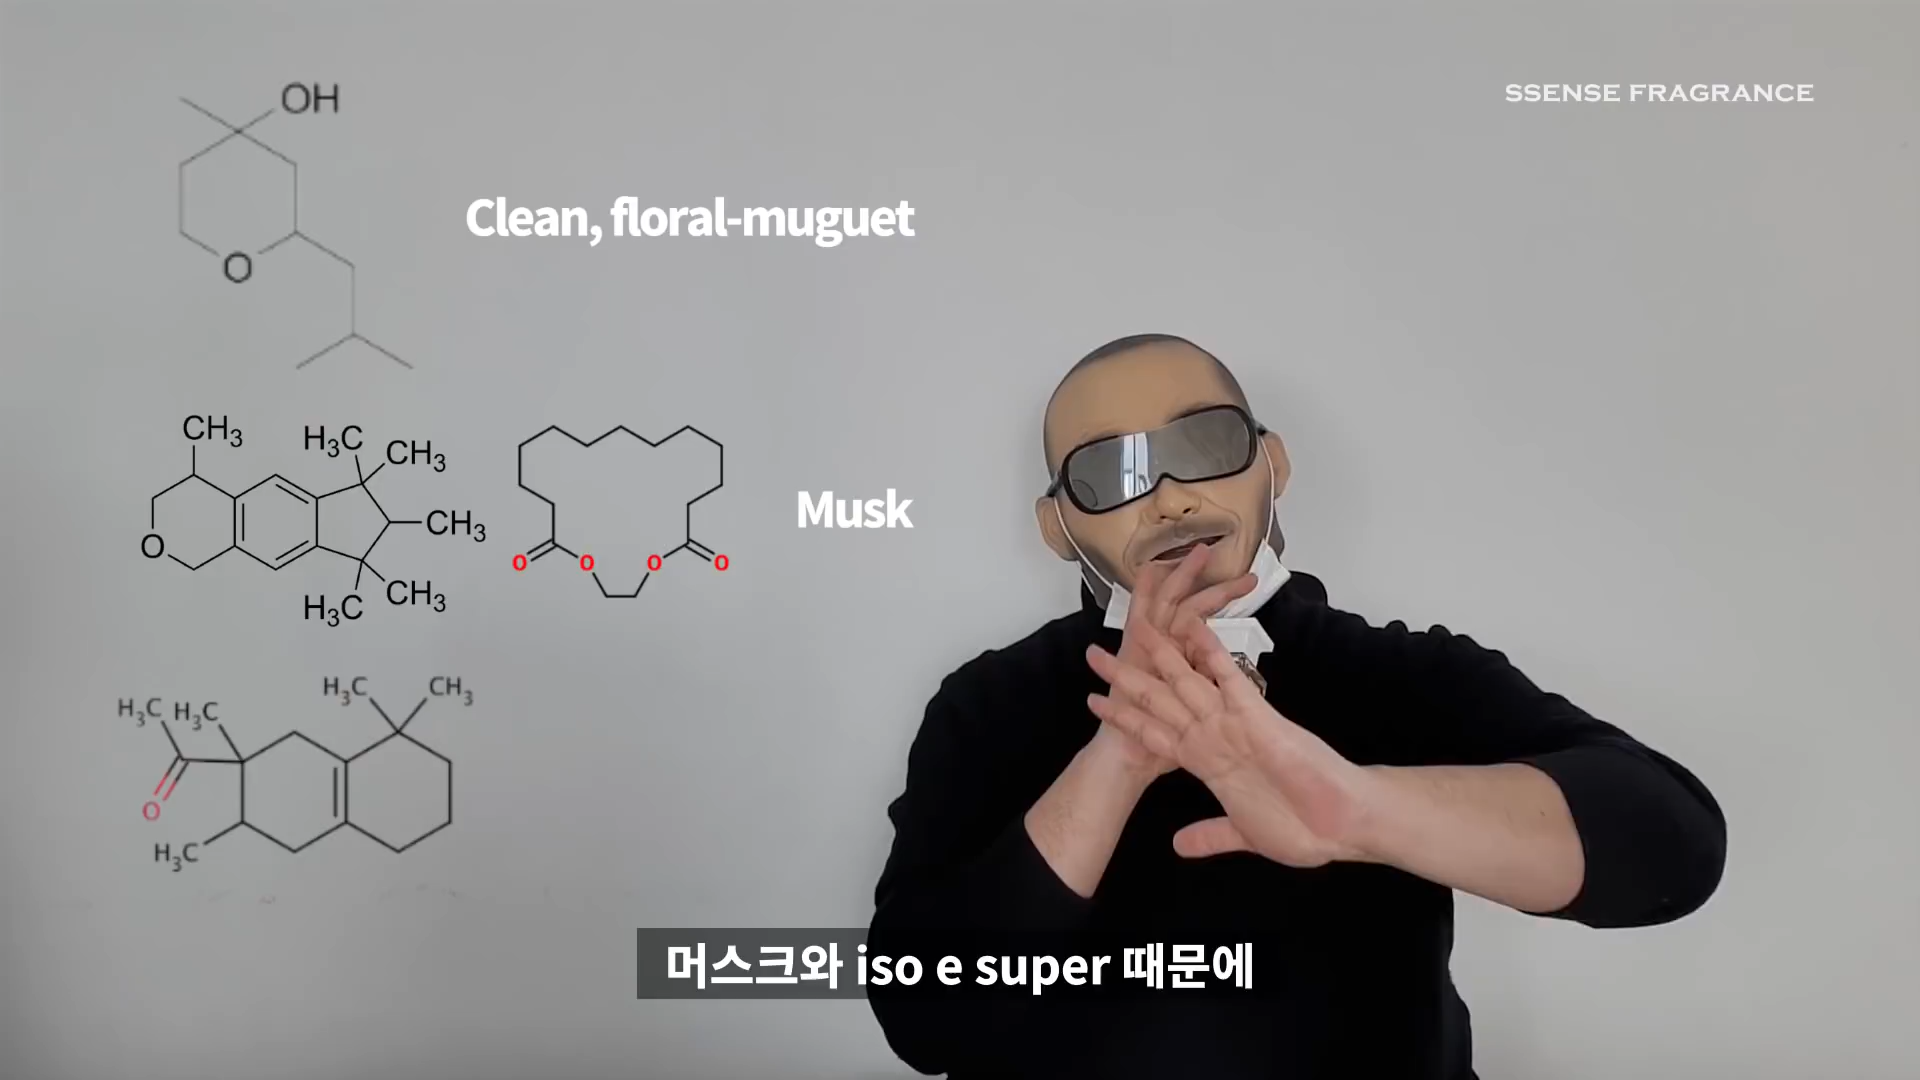 SSENSE FRAGRANCE
OH
O
Clean, floral-muguet
CH3
H3C
CH3
CH3
O
H3C
CH3
O
O
O
O
Musk
H3C
H3C
H3C
CH3
O
H3C
머스크와 iso e super 때문에